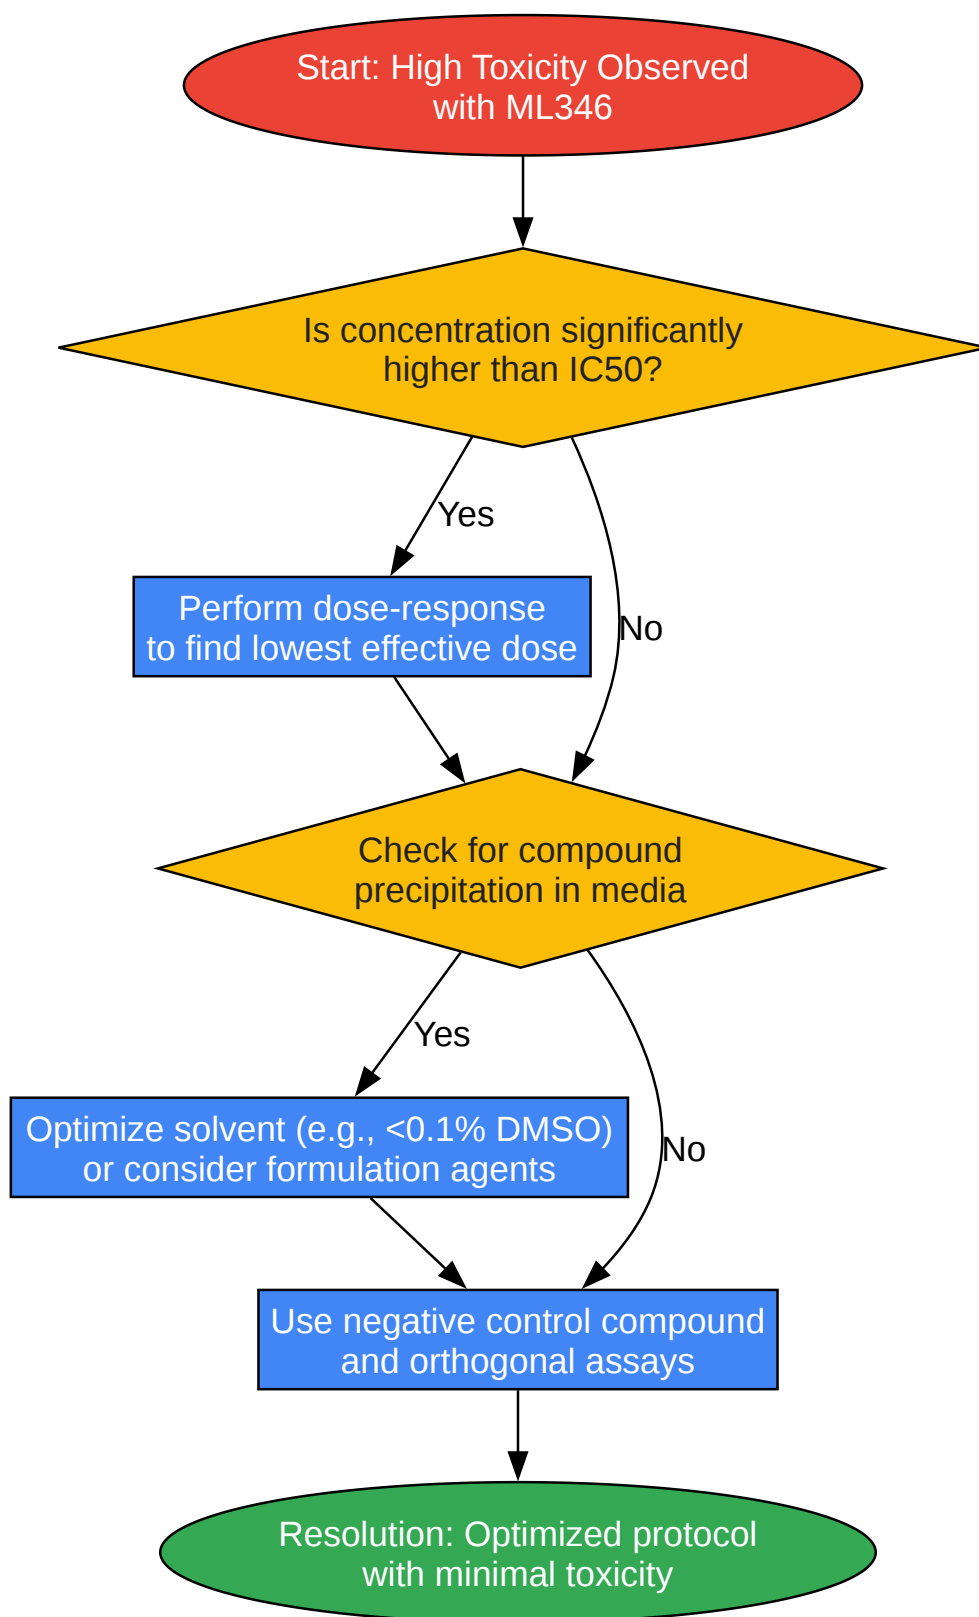 Start: High Toxicity Observed
with ML346
Is concentration significantly
higher than IC50?
Yes
Perform dose-response
to find lowest effective dose
No
Check for compound
precipitation in media
Yes
Optimize solvent (e.g., <0.1% DMSO)
or consider formulation agents
No
Use negative control compound
and orthogonal assays
Resolution: Optimized protocol
with minimal toxicity